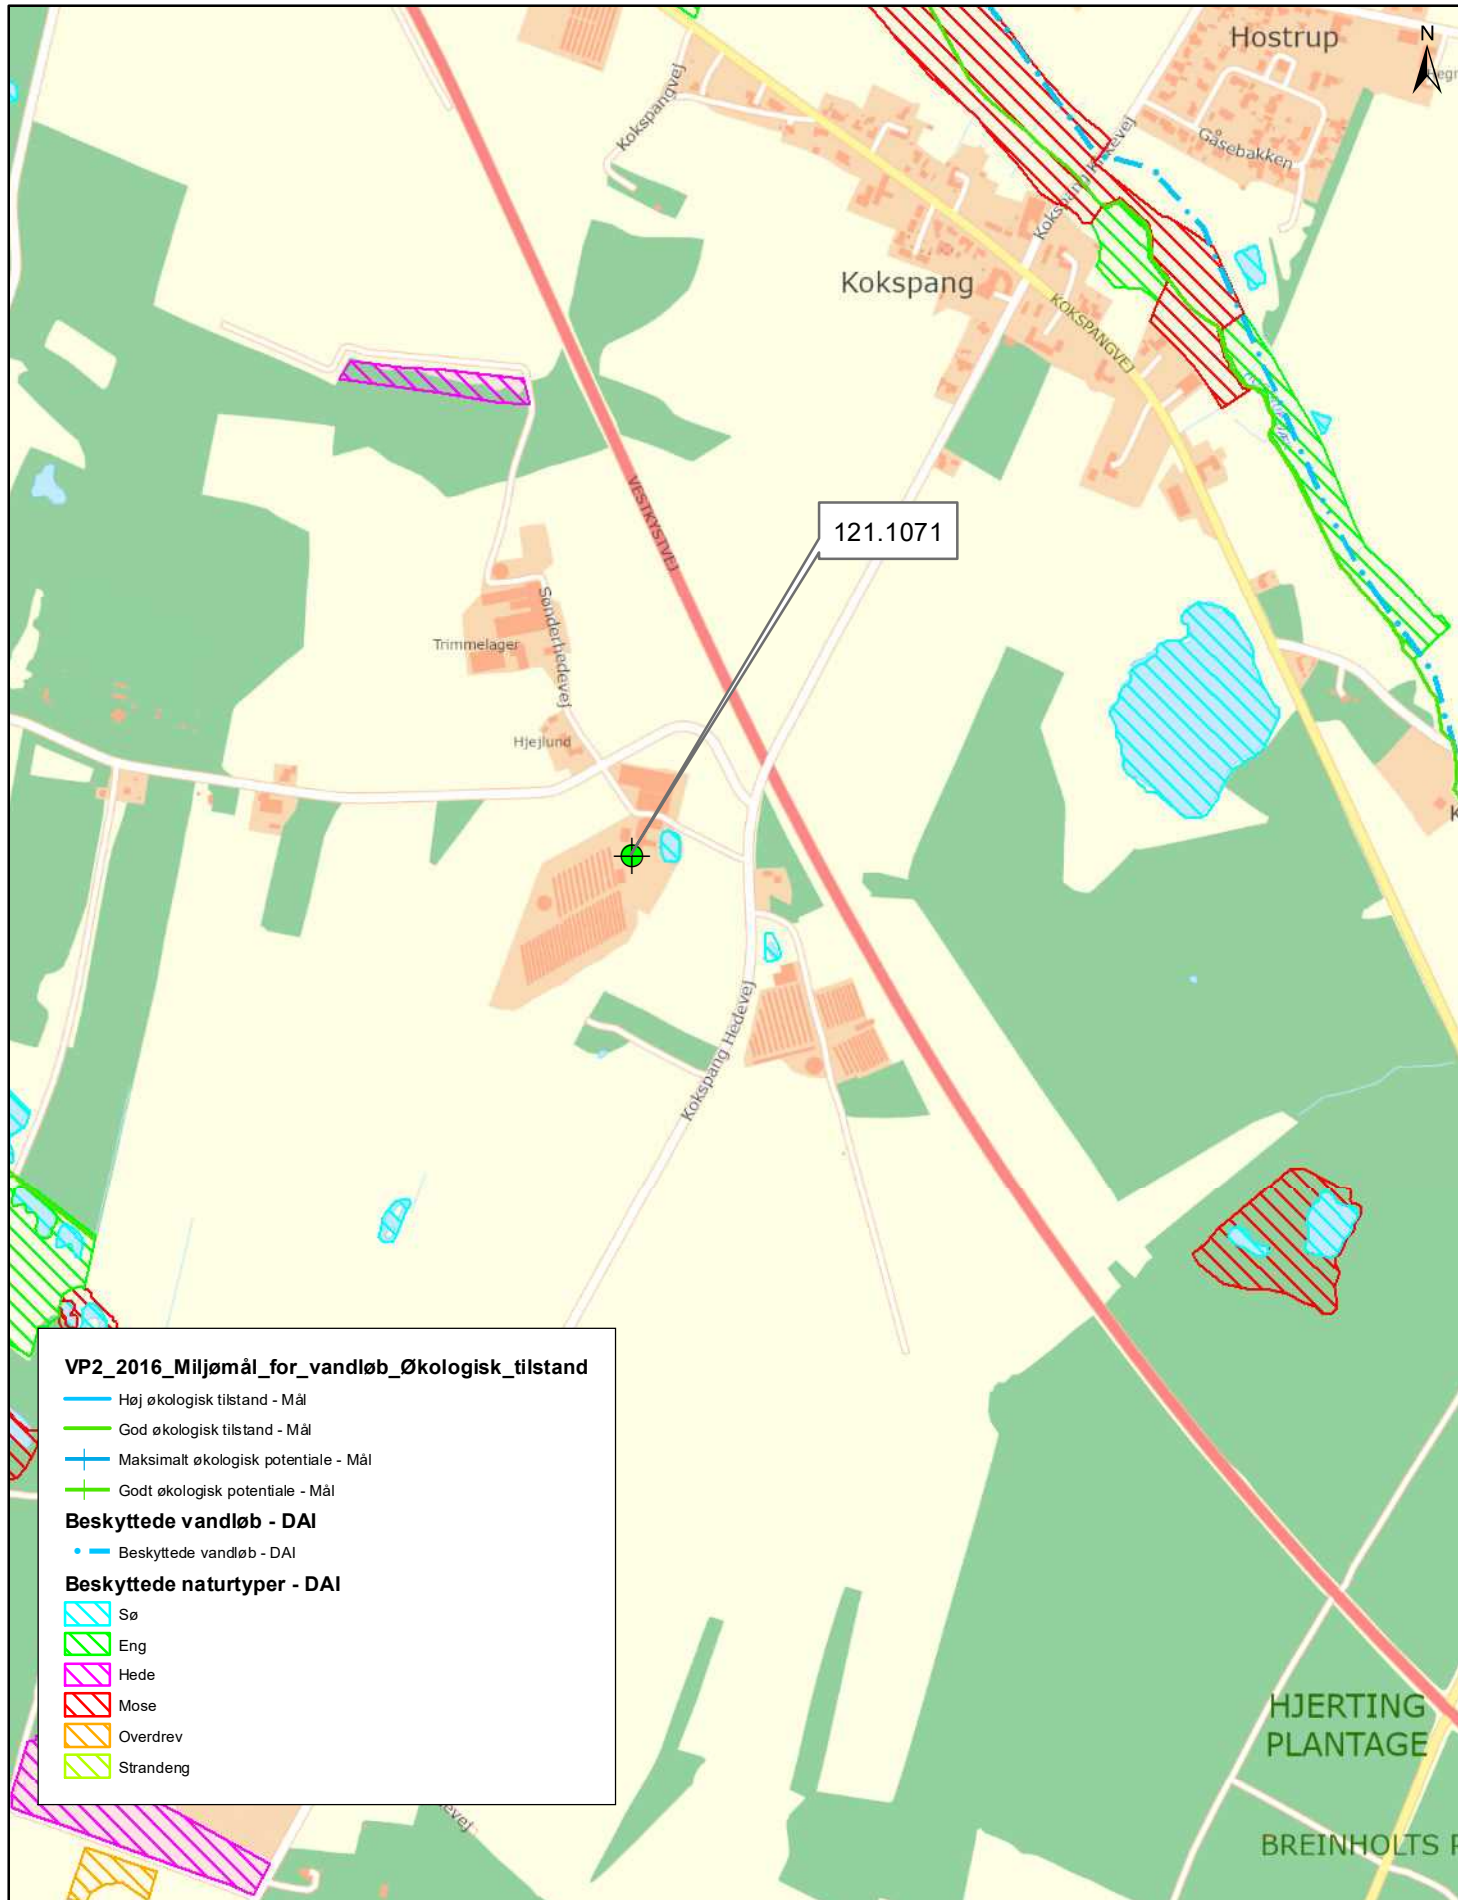 Hostrup
N
Kokspangvej
Gåsebakken
Kokspang
KOKSPANGVEJ
VESTKYSTVEJ
121.1071
Sønderhedevej
Trimmelager
Hjejlund
Kokspang Hedevej
VP2_2016_Miljømål_for_vandløb_Økologisk_tilstand
Høj økologisk tilstand - Mål
God økologisk tilstand - Mål
Maksimalt økologisk potentiale - Mål
Godt økologisk potentiale - Mål
Beskyttede vandløb - DAI
Beskyttede vandløb - DAI
Beskyttede naturtyper - DAI
Sø
Eng
Hede
Mose
Overdrev
Strandeng
HJERTING
PLANTAGE
BREINHOLTS